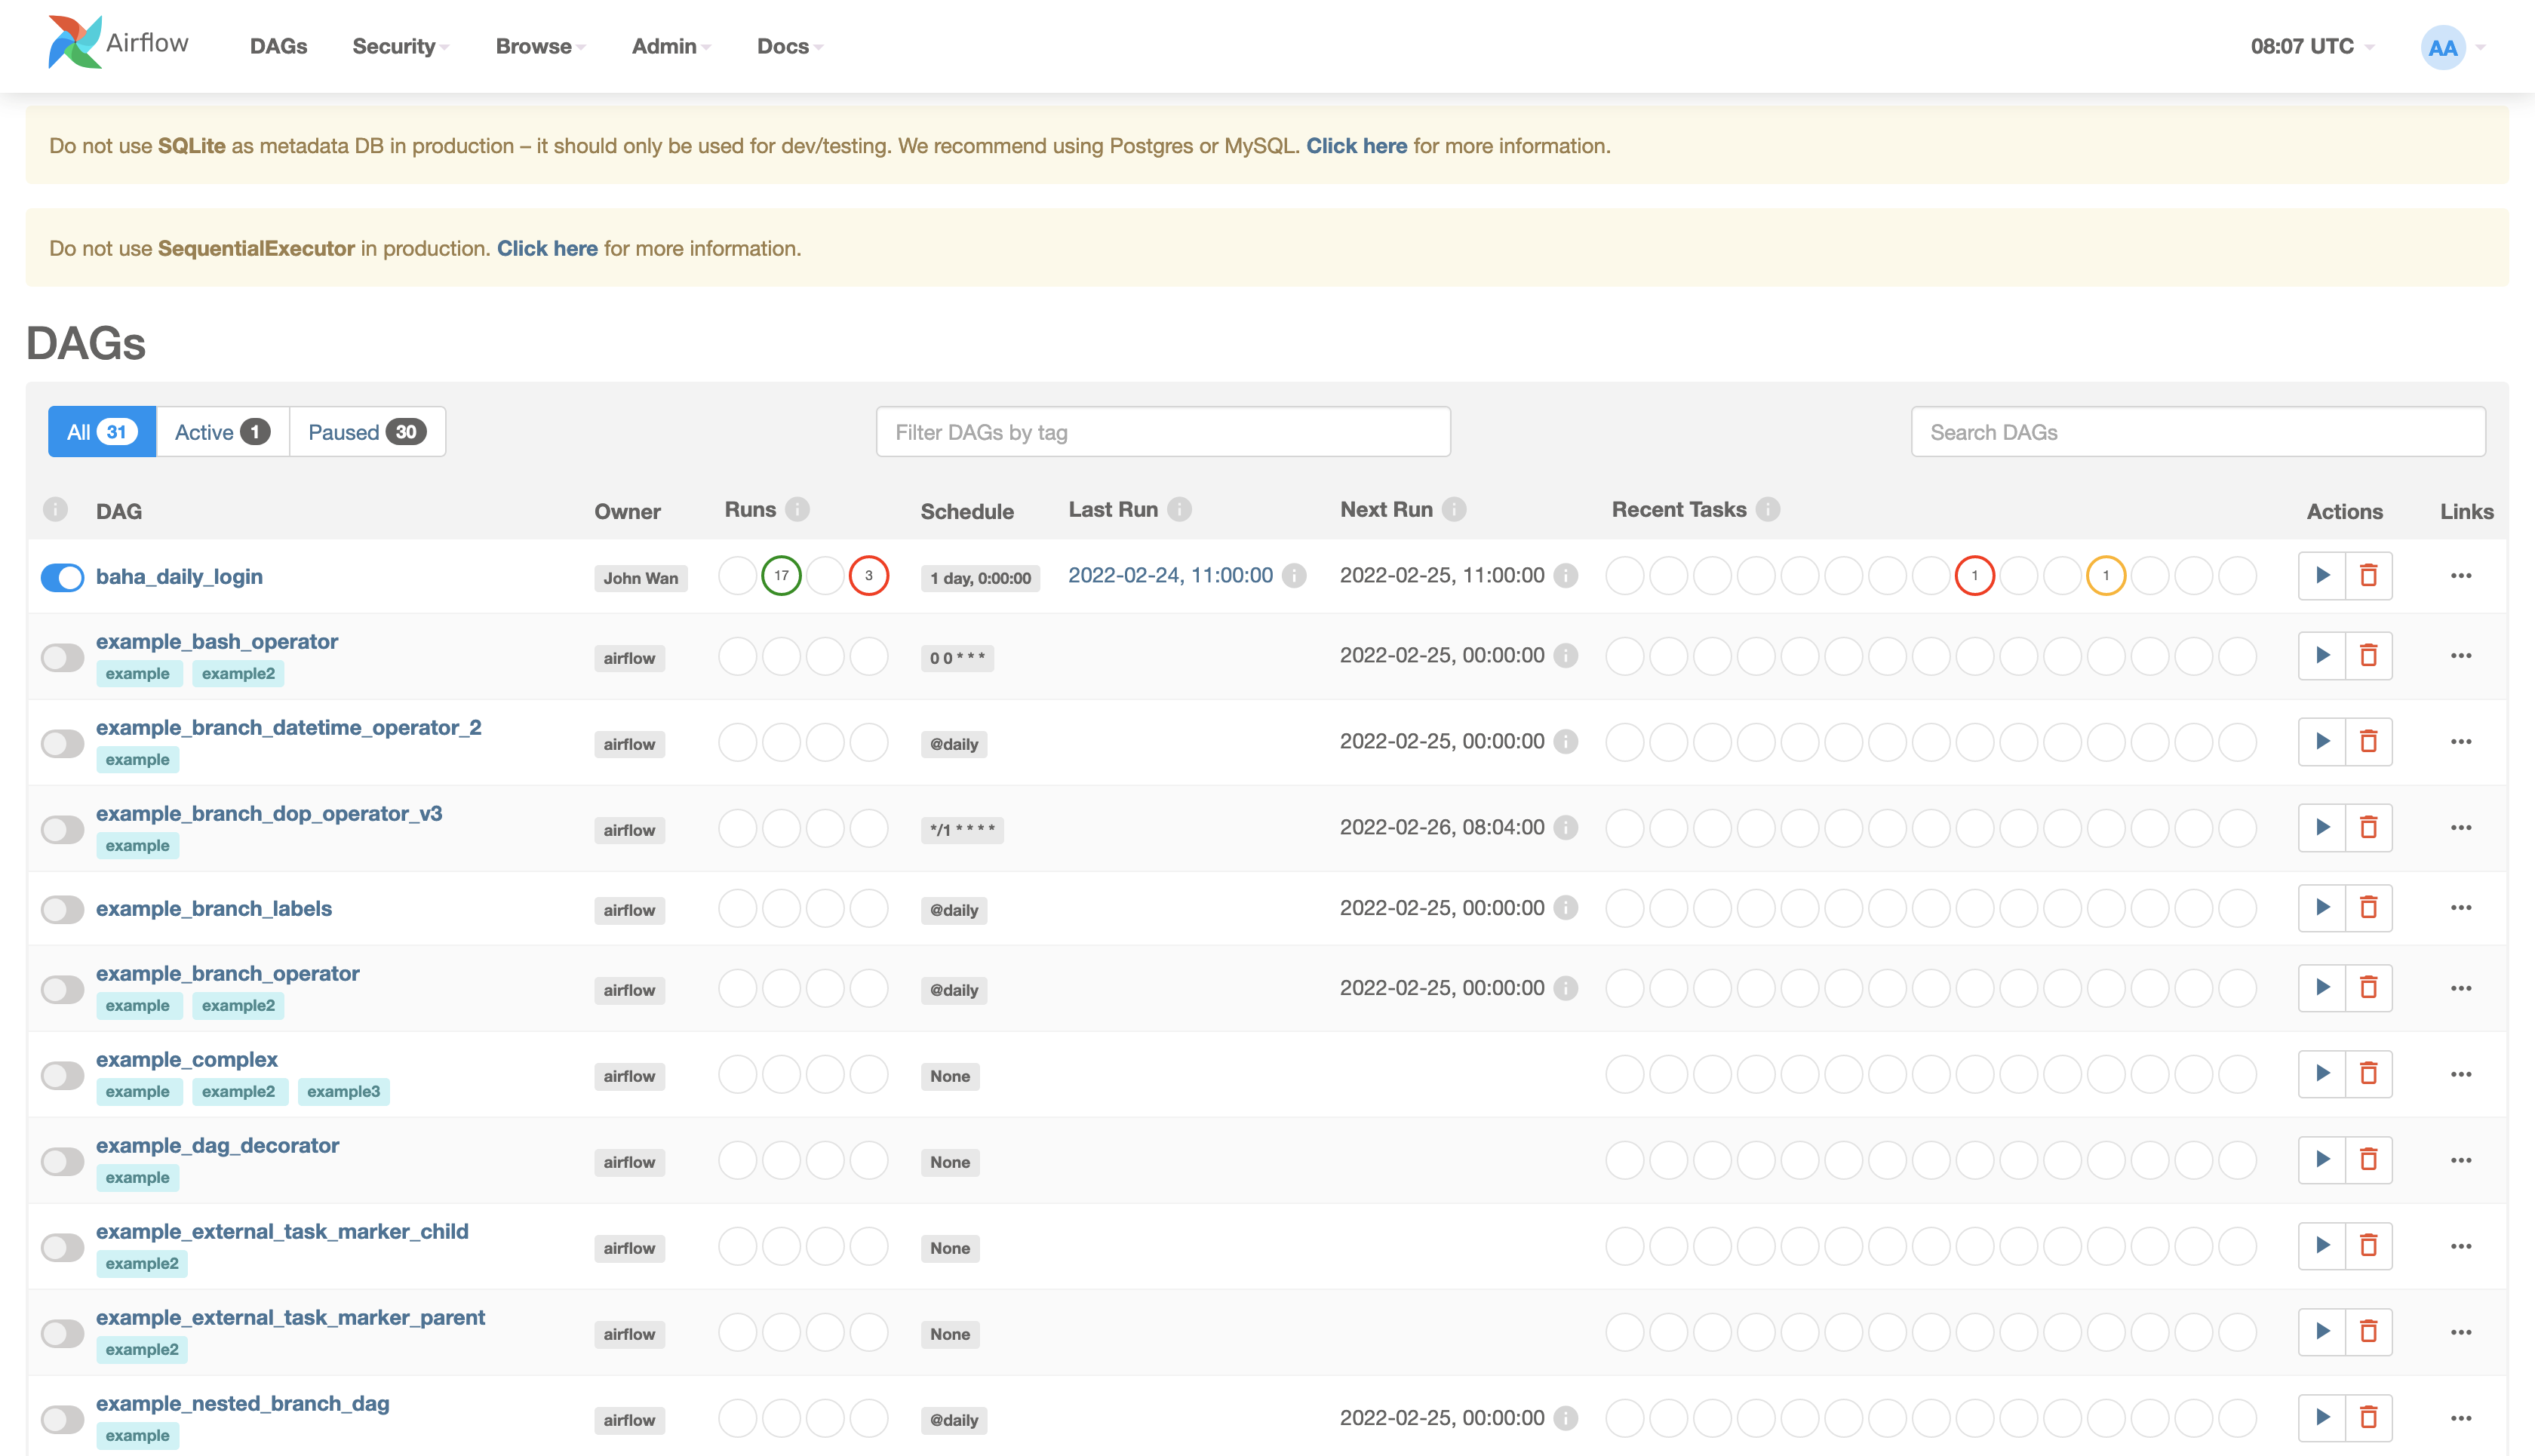 Airflow DAGs Security Browse Admin Docs 08:07 UTC AA
Do not use SQLite as metadata DB in production – it should only be used for dev/testing. We recommend using Postgres or MySQL. Click here for more information.
Do not use SequentialExecutor in production. Click here for more information.
DAGs
All 31 Active 1 Paused 30 Filter DAGs by tag Search DAGs
i DAG Owner Runs i Schedule Last Run i Next Run i Recent Tasks i Actions Links
baha_daily_login John Wan 17 3 1 day, 0:00:00 2022-02-24, 11:00:00 i 2022-02-25, 11:00:00 i 1 1
example_bash_operator
example example2 airflow 0 0 * * * 2022-02-25, 00:00:00 i
example_branch_datetime_operator_2
example airflow @daily 2022-02-25, 00:00:00 i
example_branch_dop_operator_v3
example airflow */1 * * * * 2022-02-26, 08:04:00 i
example_branch_labels airflow @daily 2022-02-25, 00:00:00 i
example_branch_operator
example example2 airflow @daily 2022-02-25, 00:00:00 i
example_complex
example example2 example3 airflow None
example_dag_decorator
example airflow None
example_external_task_marker_child
example2 airflow None
example_external_task_marker_parent
example2 airflow None
example_nested_branch_dag
example airflow @daily 2022-02-25, 00:00:00 i